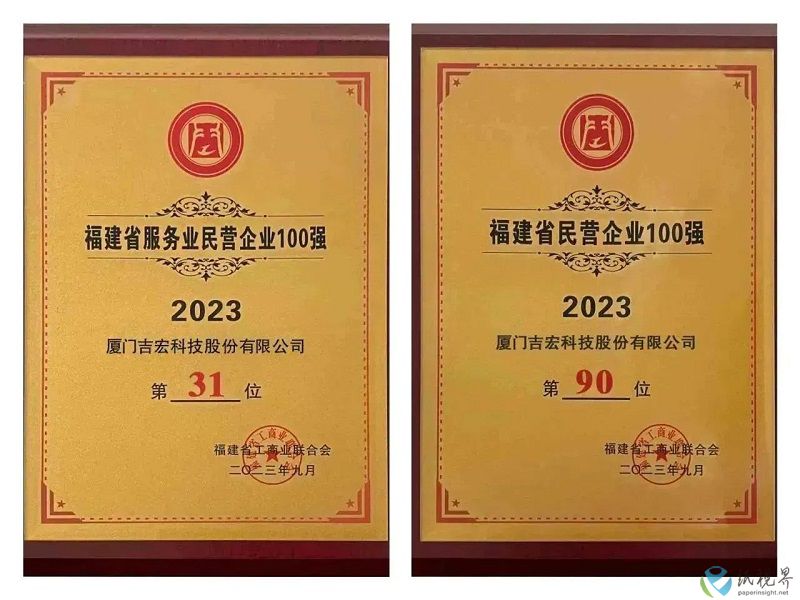 福建省服务业民营企业100强
2023
厦门吉宏科技股份有限公司
第 31 位
福建省工商业联合会
二〇二三年九月
福建省民营企业100强
2023
厦门吉宏科技股份有限公司
第 90 位
福建省工商业联合会
二〇二三年九月
纸视界
paperinsight.net